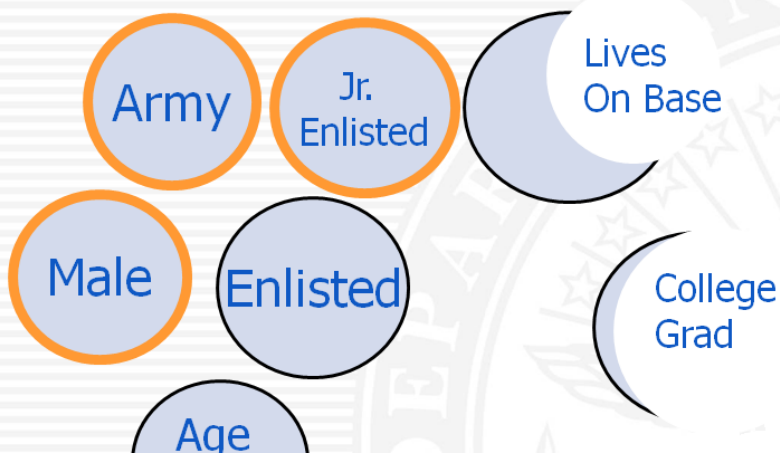 Army
Jr.
Enlisted
Lives
On Base
Male
Enlisted
College
Grad
Age